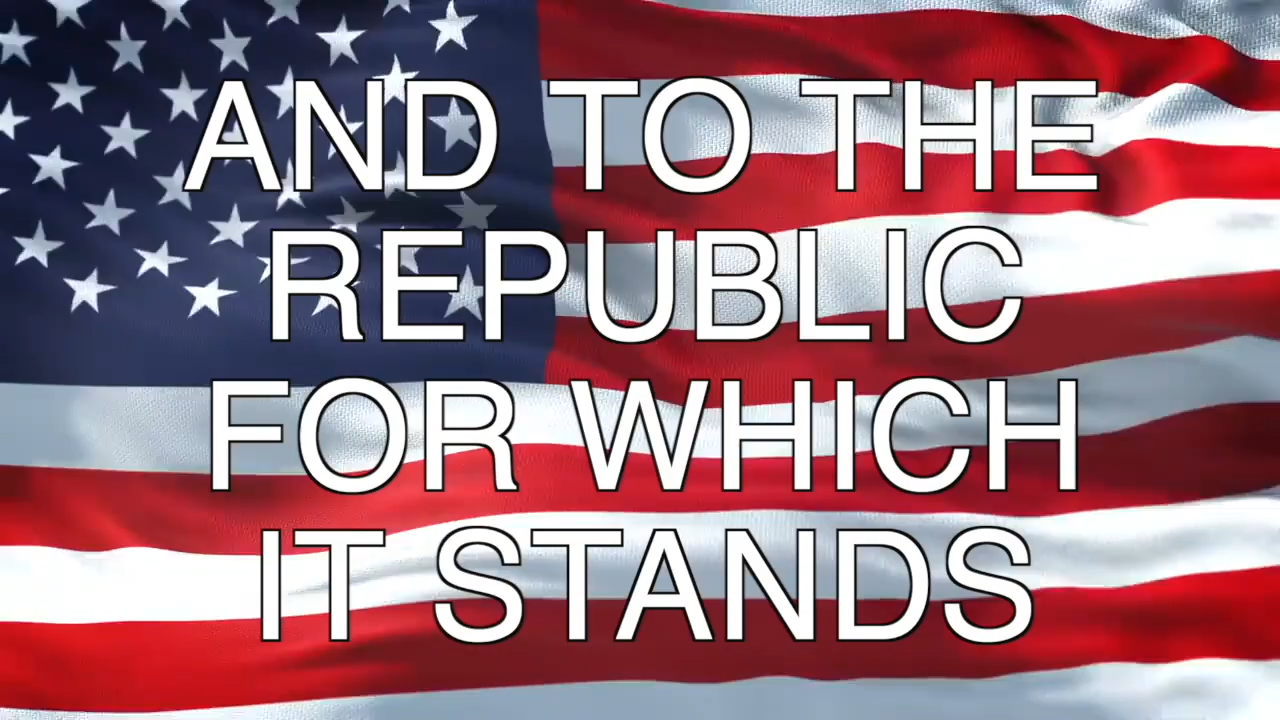 AND TO THE
REPUBLIC
FOR WHICH
IT STANDS